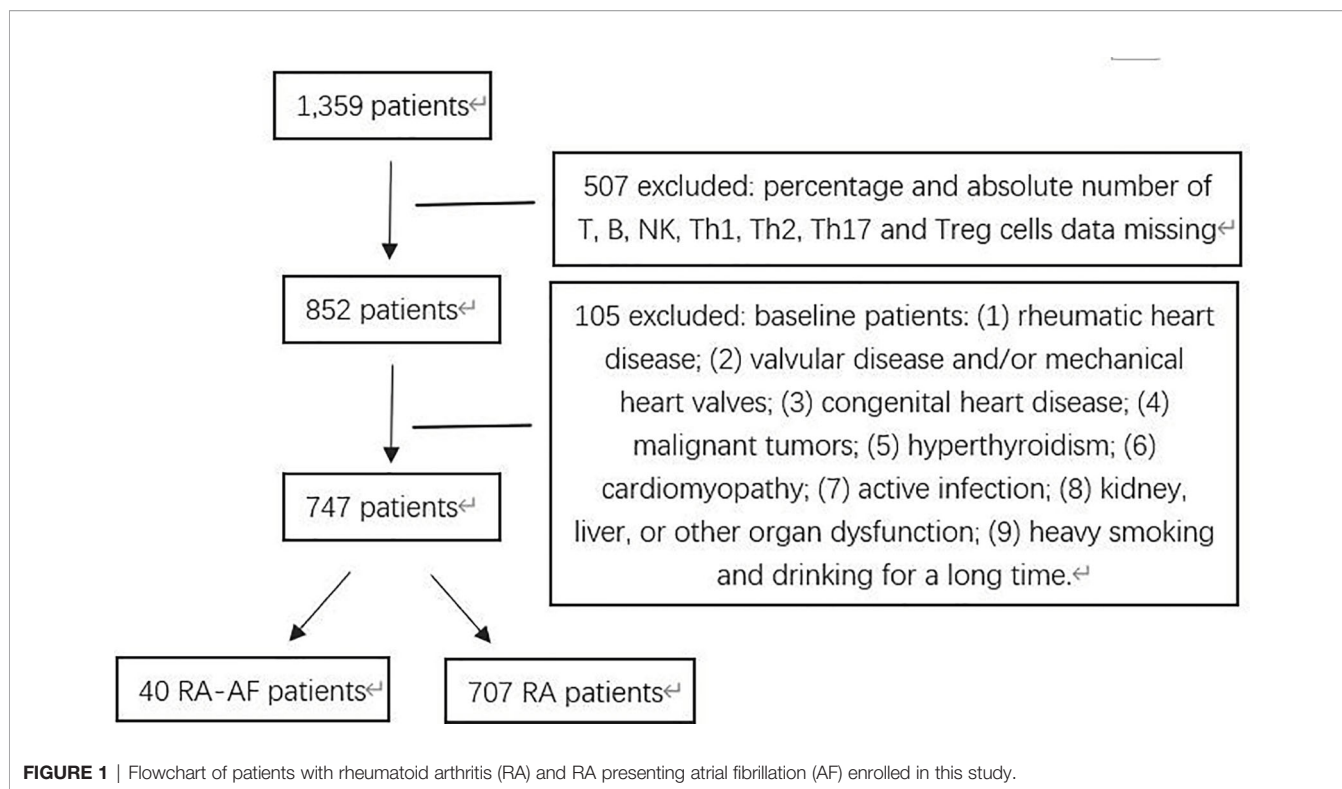 1,359 patients↵
507 excluded: percentage and absolute number of
T, B, NK, Th1, Th2, Th17 and Treg cells data missing↵
852 patients↵
105 excluded: baseline patients: (1) rheumatic heart
disease; (2) valvular disease and/or mechanical
heart valves; (3) congenital heart disease; (4)
malignant tumors; (5) hyperthyroidism; (6)
cardiomyopathy; (7) active infection; (8) kidney,
liver, or other organ dysfunction; (9) heavy smoking
and drinking for a long time.↵
747 patients↵
40 RA-AF patients↵
707 RA patients↵
FIGURE 1 | Flowchart of patients with rheumatoid arthritis (RA) and RA presenting atrial fibrillation (AF) enrolled in this study.